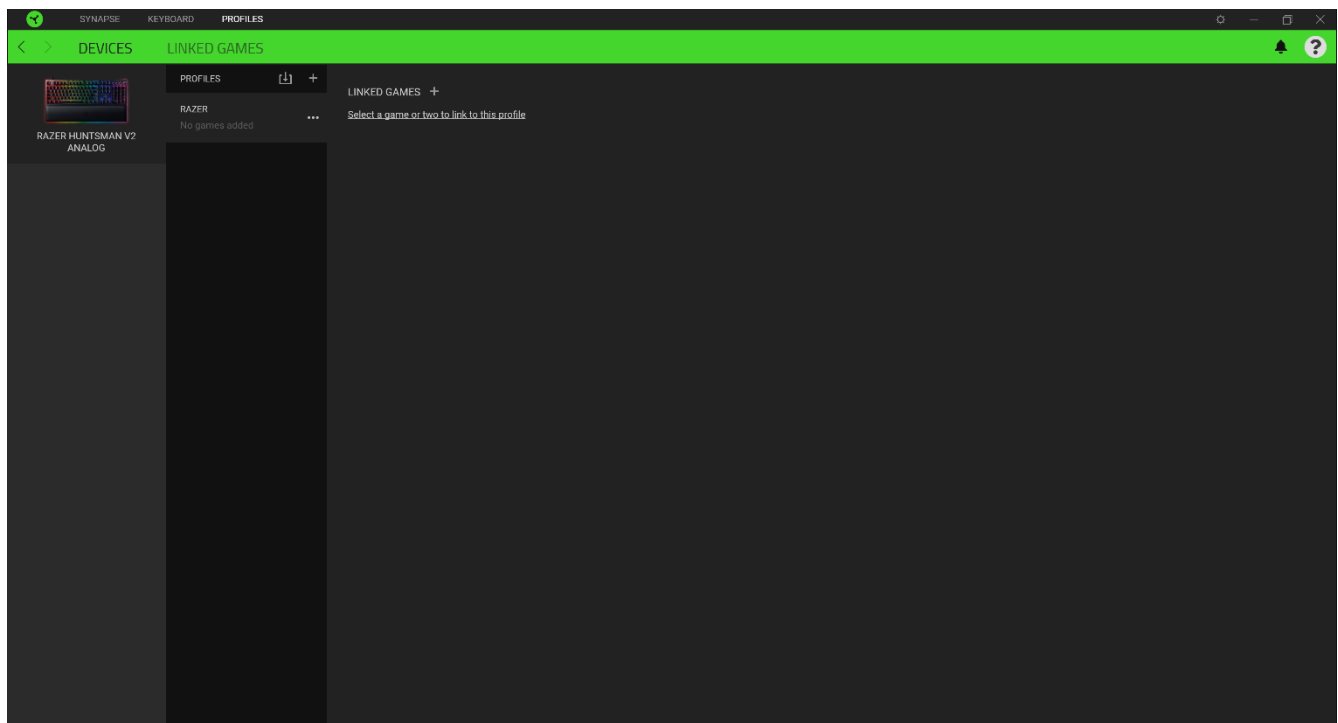 SYNAPSE KEYBOARD PROFILES
DEVICES LINKED GAMES
RAZER HUNTSMAN V2
ANALOG
PROFILES
RAZER
No games added
LINKED GAMES
Select a game or two to link to this profile